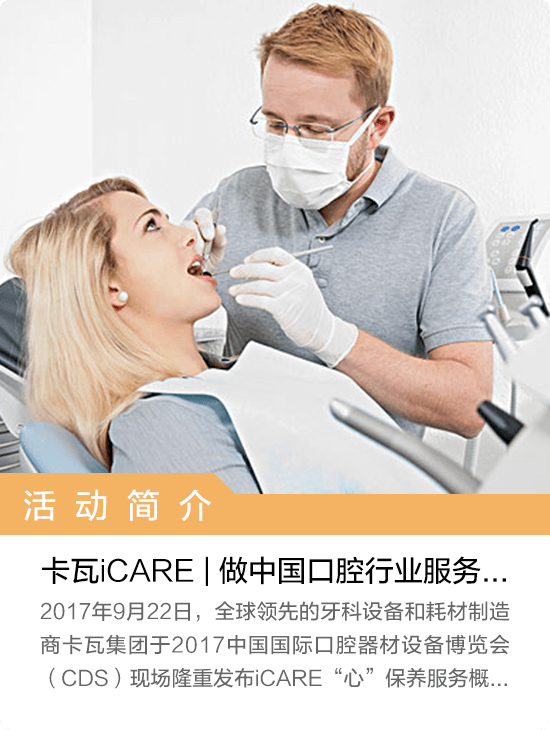 活动简介
卡瓦iCARE | 做中国口腔行业服务...
2017年9月22日，全球领先的牙科设备和耗材制造
商卡瓦集团于2017中国国际口腔器材设备博览会
（CDS）现场隆重发布iCARE“心”保养服务概...